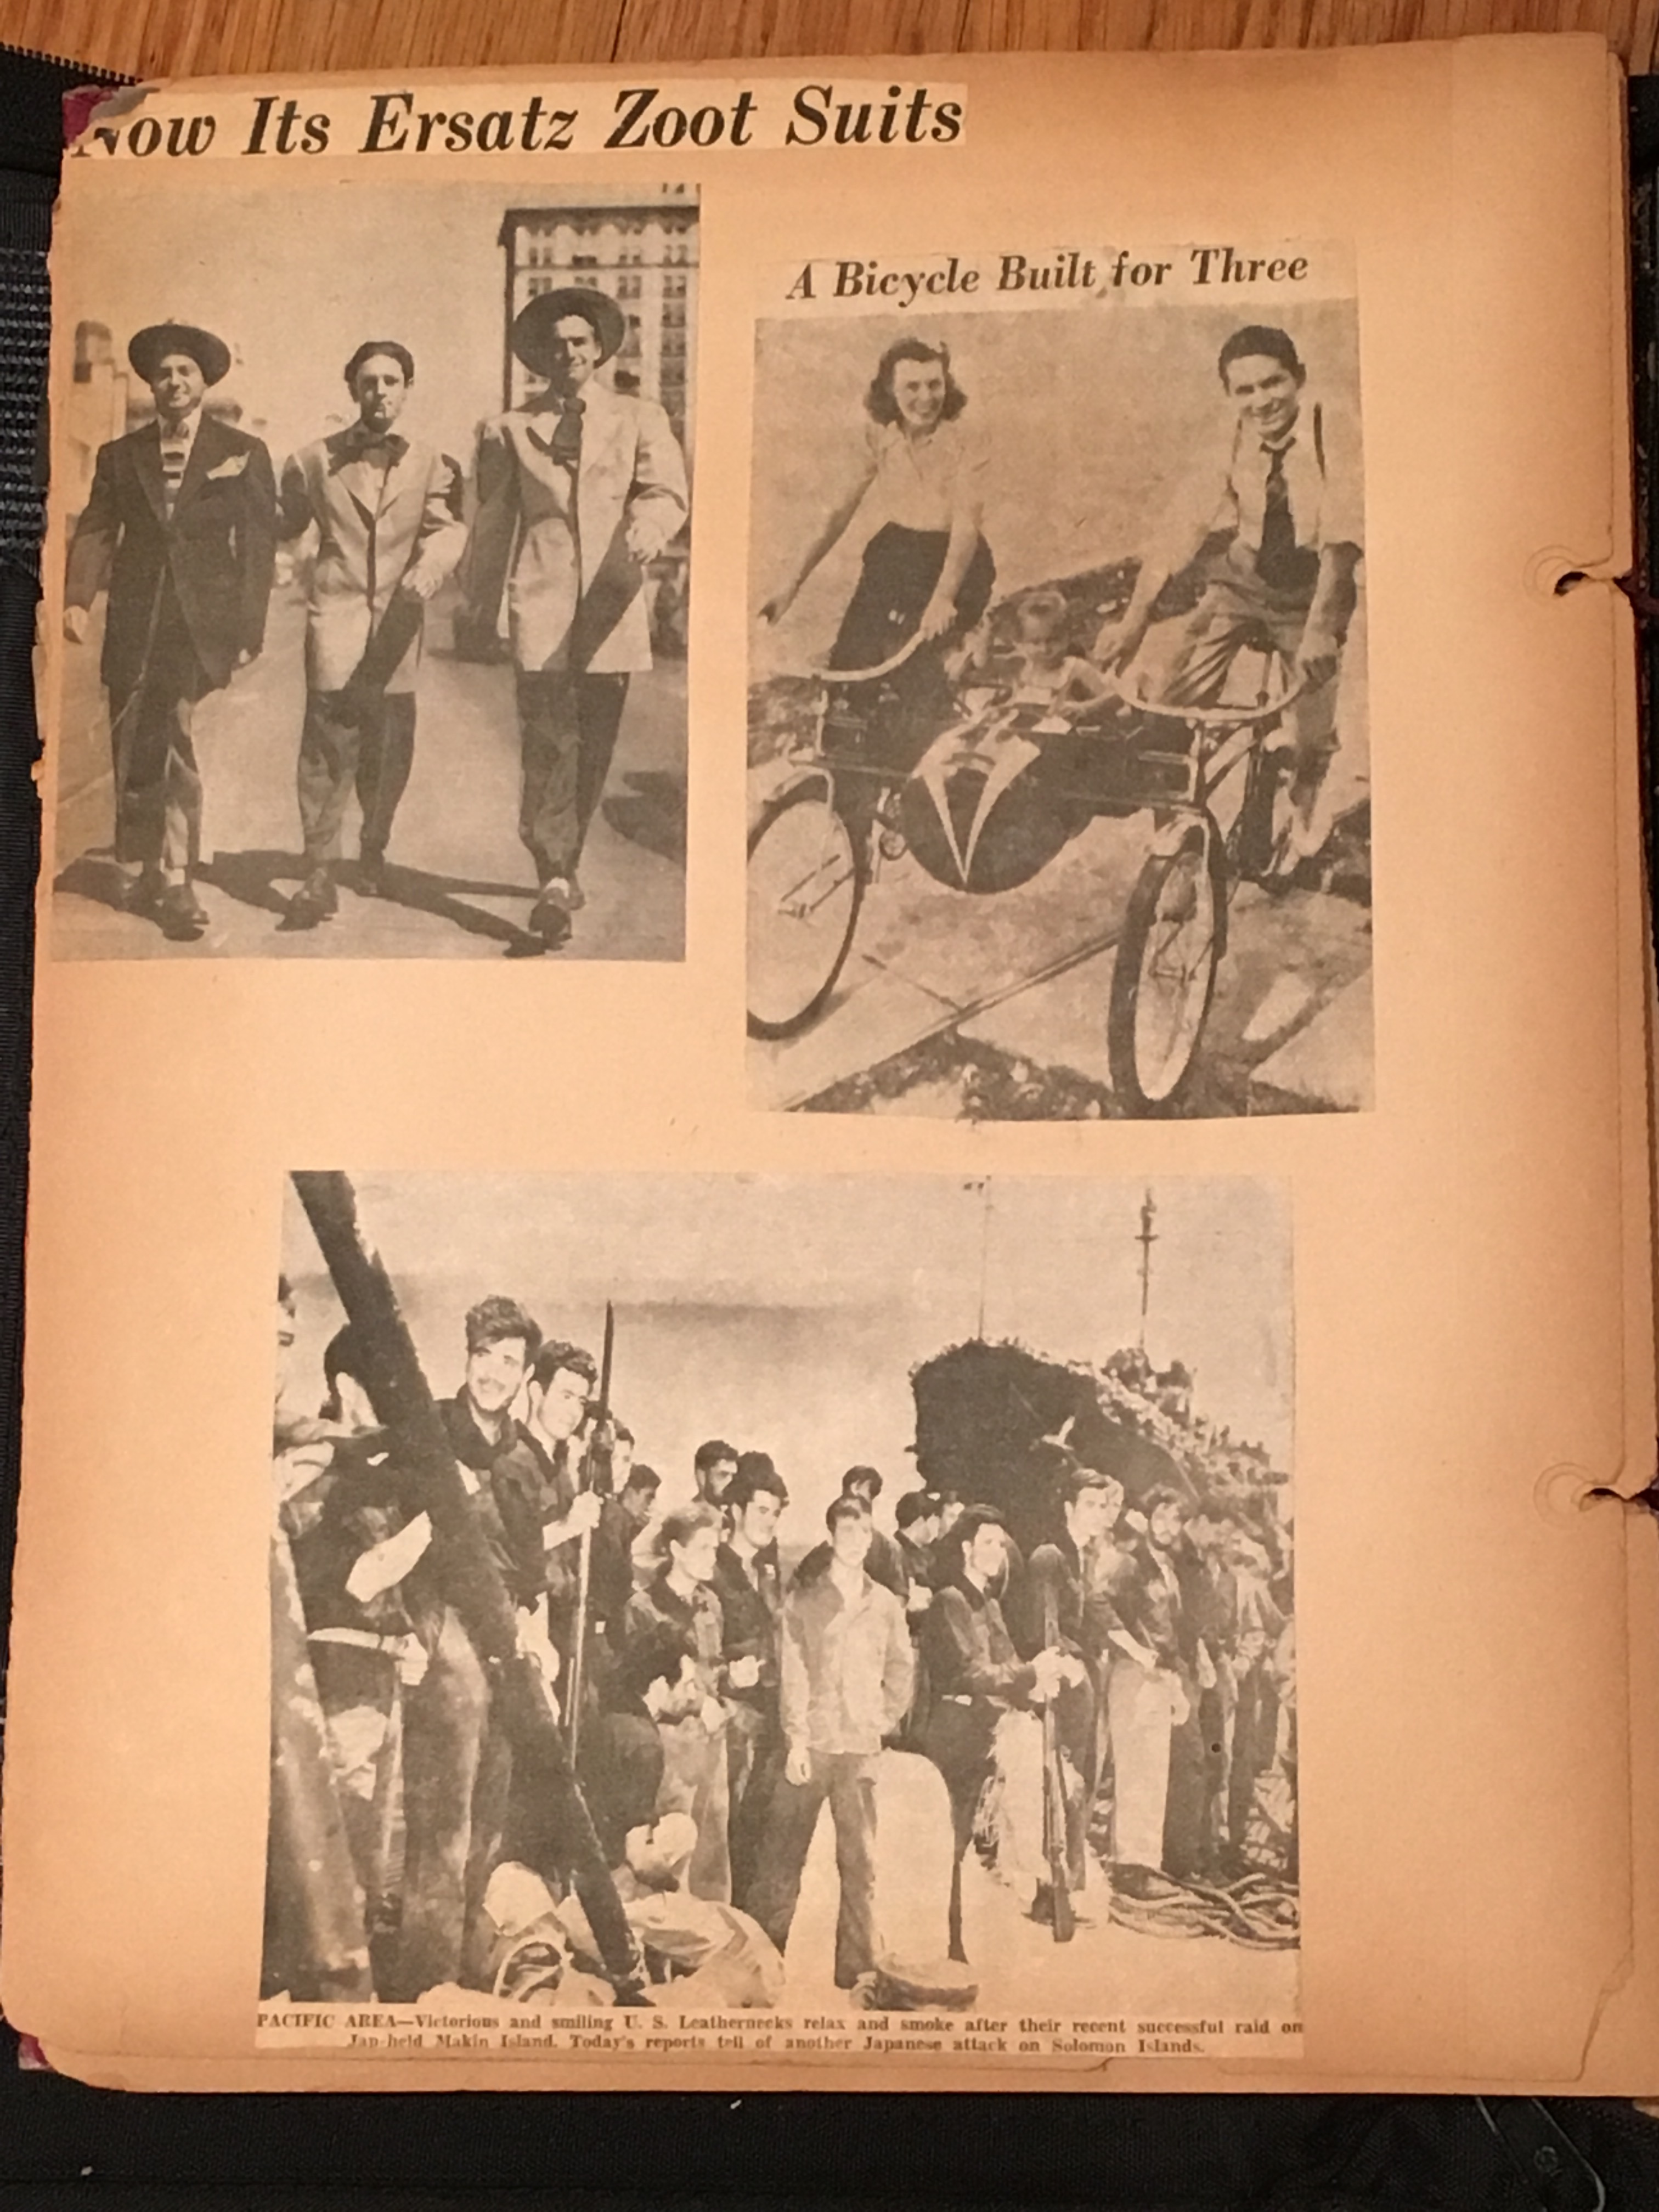 Now Its Ersatz Zoot Suits
A Bicycle Built for Three
PACIFIC AREA—Victorious and smiling U. S. Leathernecks relax and smoke after their recent successful raid on
Jap-held Makin Island. Today's reports tell of another Japanese attack on Solomon Islands.